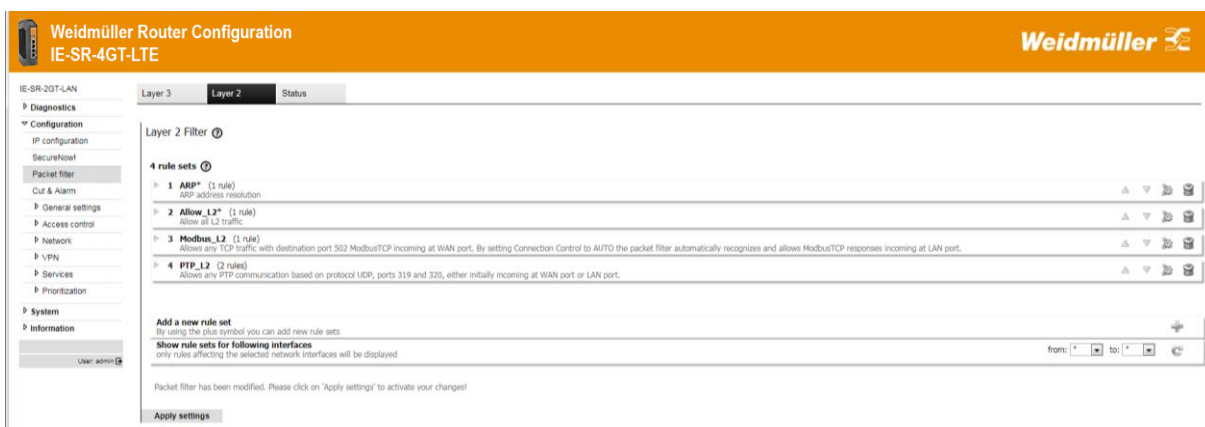 Weidmüller Router Configuration
IE-SR-4GT-LTE
Weidmüller
IE-SR-2GT-LAN
Diagnostics
Configuration
IP configuration
SecureNow!
Packet filter
Cut & Alarm
General settings
Access control
Network
VPN
Services
Prioritization
System
Information
User: admin
Layer 3 Layer 2 Status
Layer 2 Filter ?
4 rule sets ?
1 ARP* (1 rule)
ARP address resolution
2 Allow_L2* (1 rule)
Allow all L2 traffic
3 Modbus_L2 (1 rule)
Allows any TCP traffic with destination port 502 ModbusTCP incoming at WAN port. By setting Connection Control to AUTO the packet filter automatically recognizes and allows ModbusTCP responses incoming at LAN port.
4 PTP_L2 (2 rules)
Allows any PTP communication based on protocol UDP, ports 319 and 320, either initially incoming at WAN port or LAN port.
Add a new rule set
By using the plus symbol you can add new rule sets
Show rule sets for following interfaces
only rules affecting the selected network interfaces will be displayed
from: * to: *
Packet filter has been modified. Please click on 'Apply settings' to activate your changes!
Apply settings